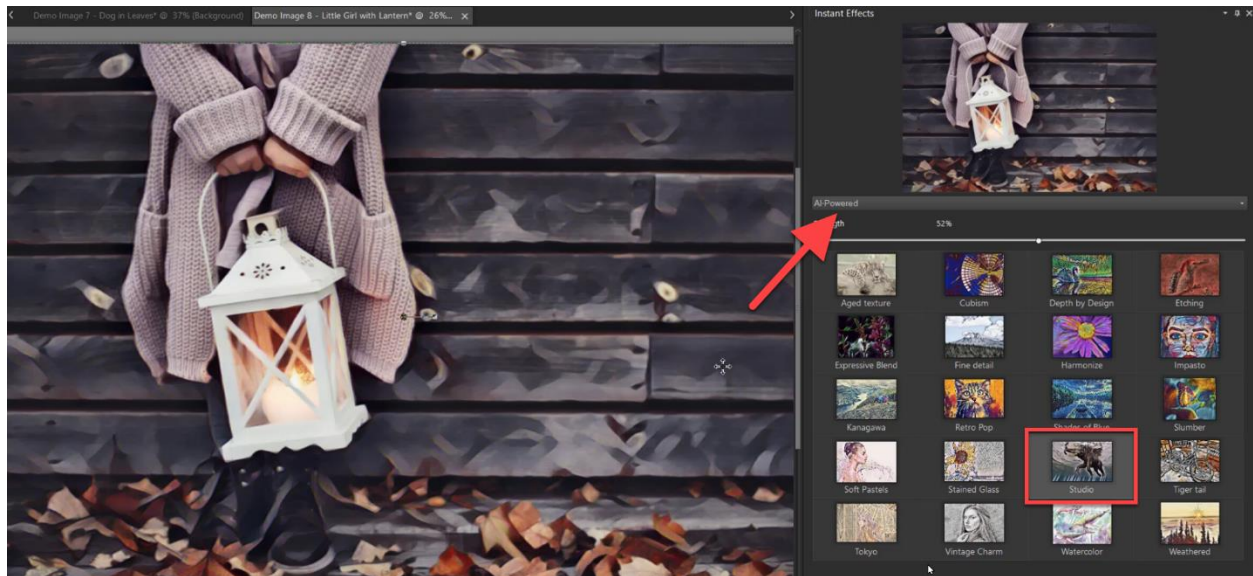 Demo Image 7 - Dog in Leaves* @ 37% (Background)
Demo Image 8 - Little Girl with Lantern* @ 26%...
Instant Effects
AI-Powered
52%
Aged texture Cubism Depth by Design Etching
Expressive Blend Fine detail Harmonize Impasto
Kanagawa Retro Pop Shades of Blue Slumber
Soft Pastels Stained Glass Studio Tiger tail
Tokyo Vintage Charm Watercolor Weathered